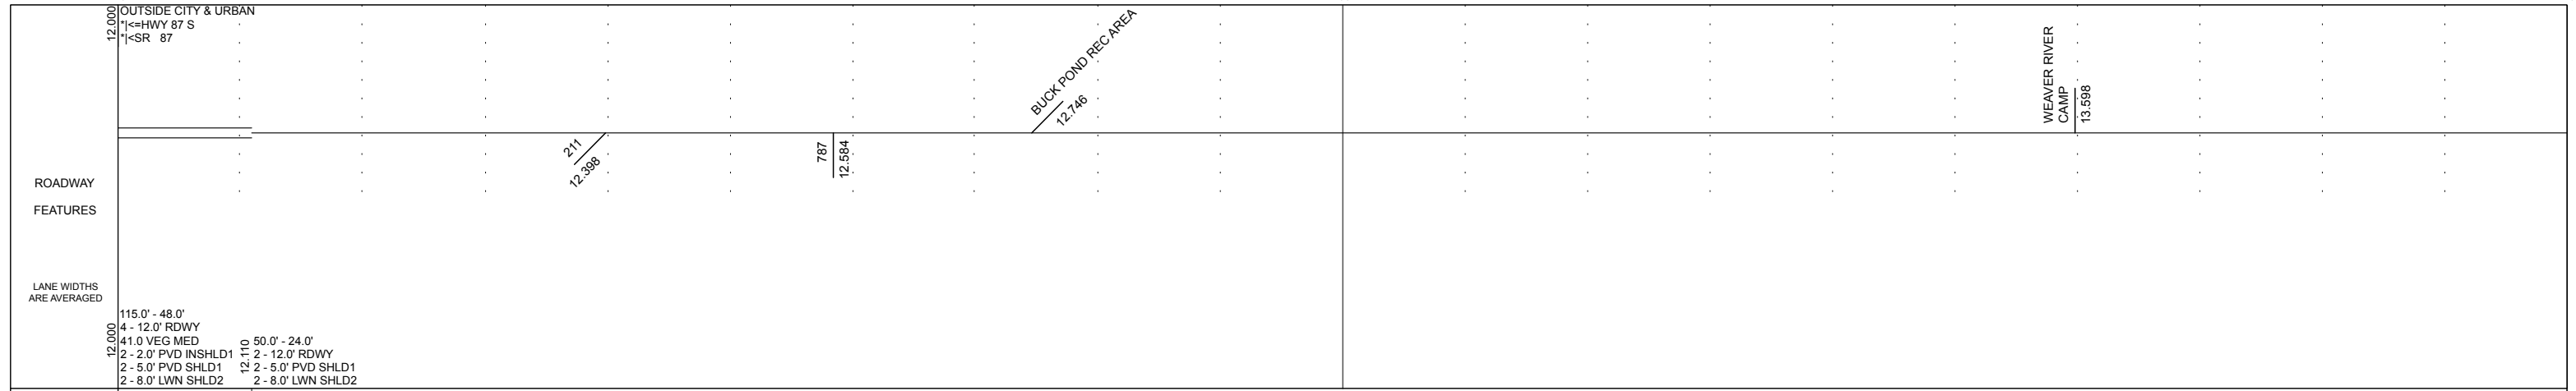 12.000
OUTSIDE CITY & URBAN
*|<=HWY 87 S
*|<SR 87
BUCK POND REC AREA
12.746
WEAVER RIVER
CAMP
13.598
211
12.398
787
12.584
ROADWAY
FEATURES
LANE WIDTHS
ARE AVERAGED
12.000
115.0' - 48.0'
4 - 12.0' RDWY
41.0 VEG MED
2 - 2.0' PVD INSHLD1
2 - 5.0' PVD SHLD1
2 - 8.0' LWN SHLD2
12.110
50.0' - 24.0'
2 - 12.0' RDWY
2 - 5.0' PVD SHLD1
2 - 8.0' LWN SHLD2